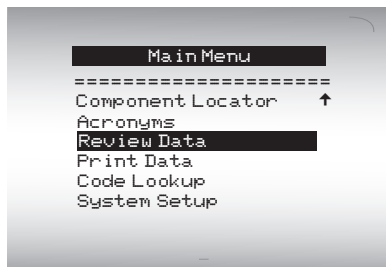 Main Menu
======================
Component Locator ↑
Acronyms
Review Data
Print Data
Code Lookup
System Setup